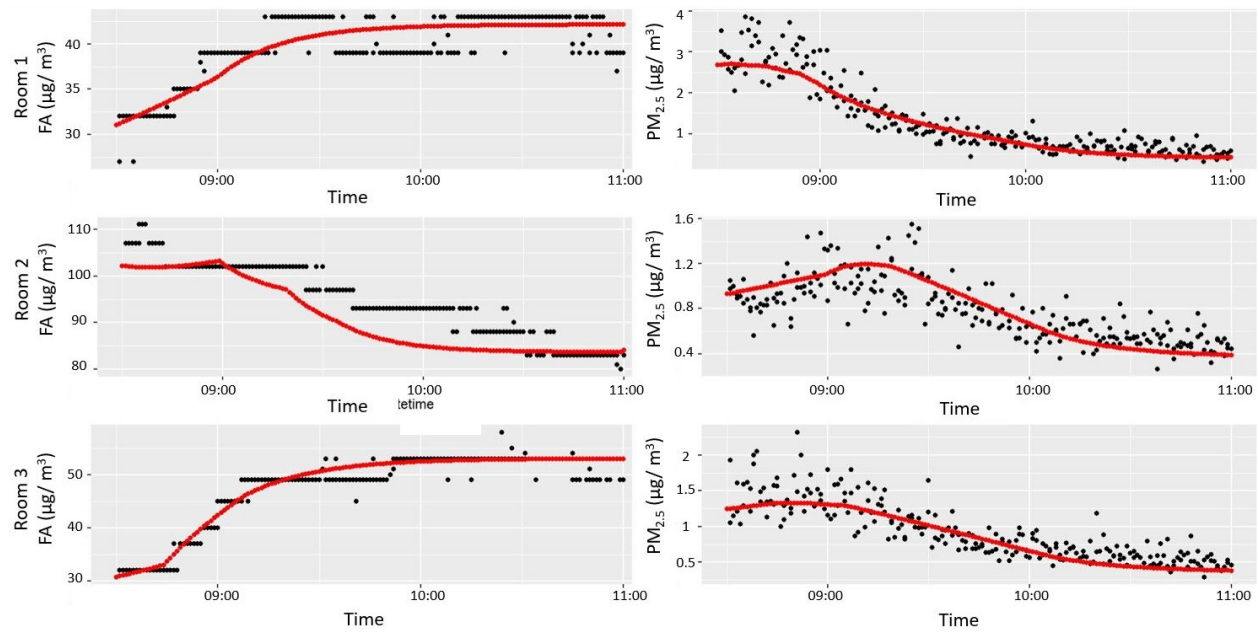 Room 1
FA (µg/ m³)
40
35
30
09:00
10:00
11:00
Time
PM₂.₅ (µg/ m³)
4
3
2
1
09:00
10:00
11:00
Time
Room 2
FA (µg/ m³)
110
100
90
80
09:00
10:00
11:00
Time
tetime
PM₂.₅ (µg/ m³)
1.6
1.2
0.8
0.4
09:00
10:00
11:00
Time
Room 3
FA (µg/ m³)
50
40
30
09:00
10:00
11:00
Time
PM₂.₅ (µg/ m³)
2
1.5
1
0.5
09:00
10:00
11:00
Time